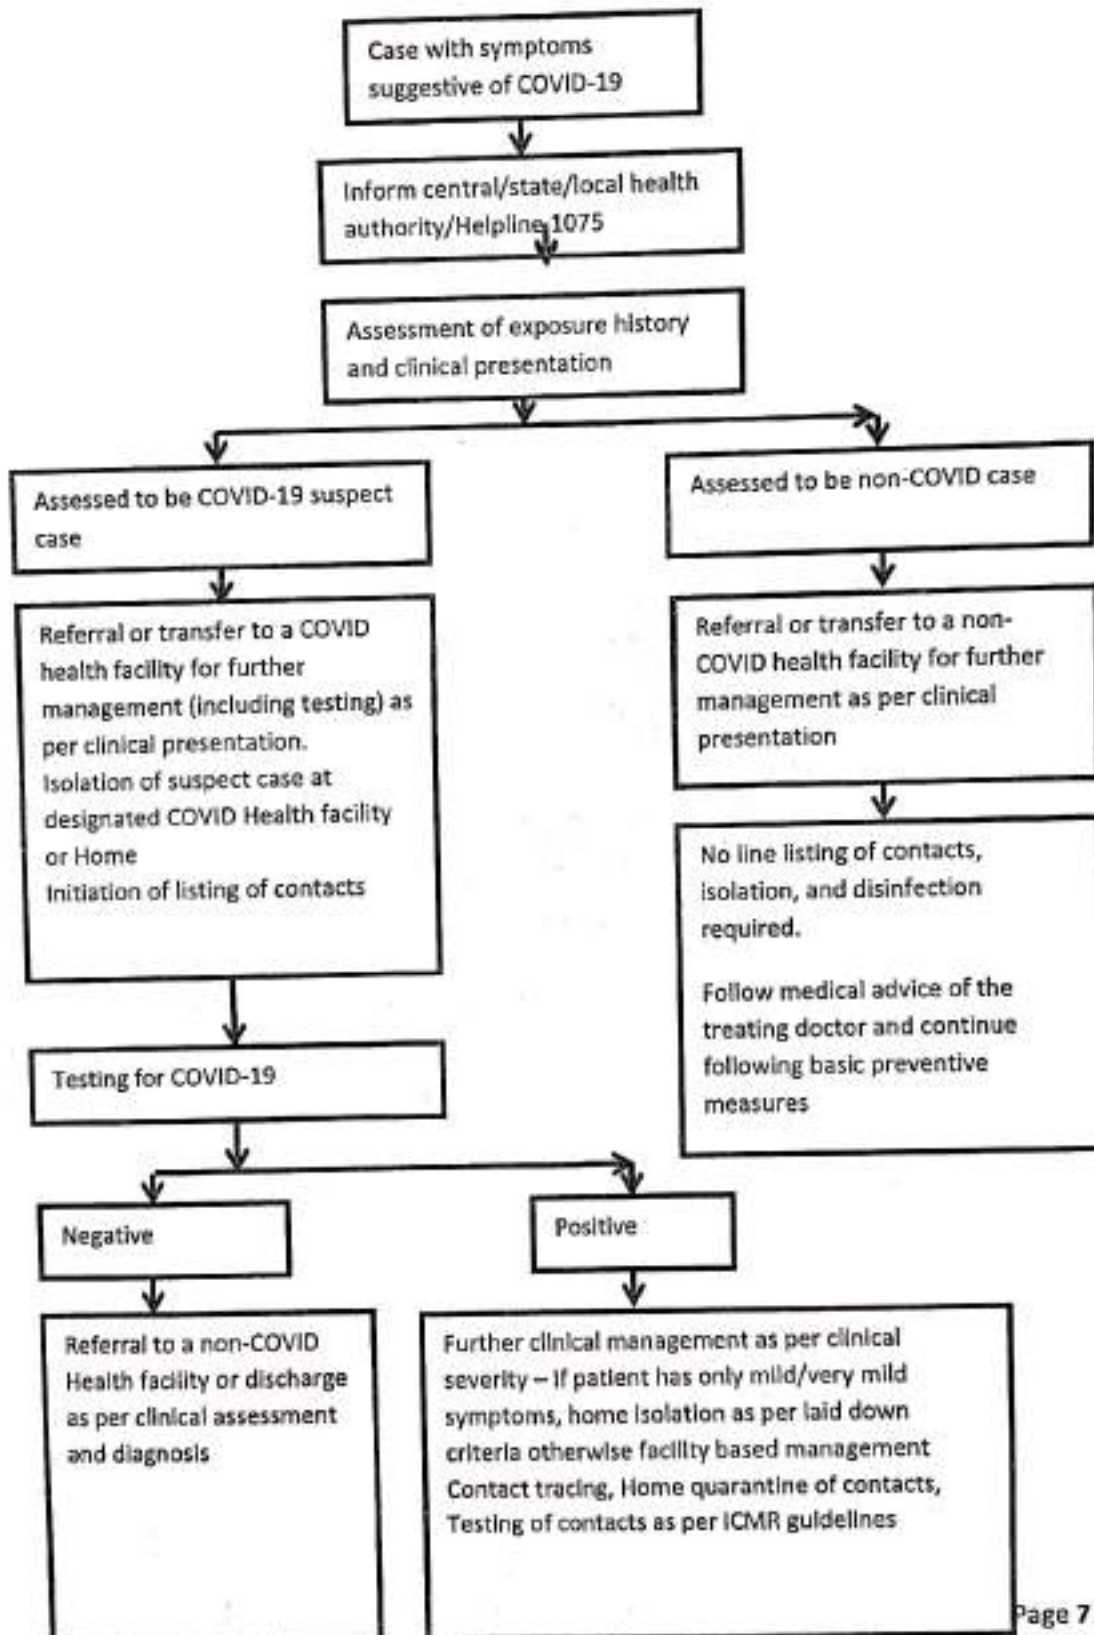 Case with symptoms
suggestive of COVID-19
Inform central/state/local health
authority/Helpline 1075
Assessment of exposure history
and clinical presentation
Assessed to be COVID-19 suspect
case
Assessed to be non-COVID case
Referral or transfer to a COVID
health facility for further
management (including testing) as
per clinical presentation.
Isolation of suspect case at
designated COVID Health facility
or Home
Initiation of listing of contacts
Referral or transfer to a non-
COVID health facility for further
management as per clinical
presentation
No line listing of contacts,
isolation, and disinfection
required.
Follow medical advice of the
treating doctor and continue
following basic preventive
measures
Testing for COVID-19
Negative
Positive
Referral to a non-COVID
Health facility or discharge
as per clinical assessment
and diagnosis
Further clinical management as per clinical
severity – if patient has only mild/very mild
symptoms, home isolation as per laid down
criteria otherwise facility based management
Contact tracing, Home quarantine of contacts,
Testing of contacts as per ICMR guidelines
Page 7